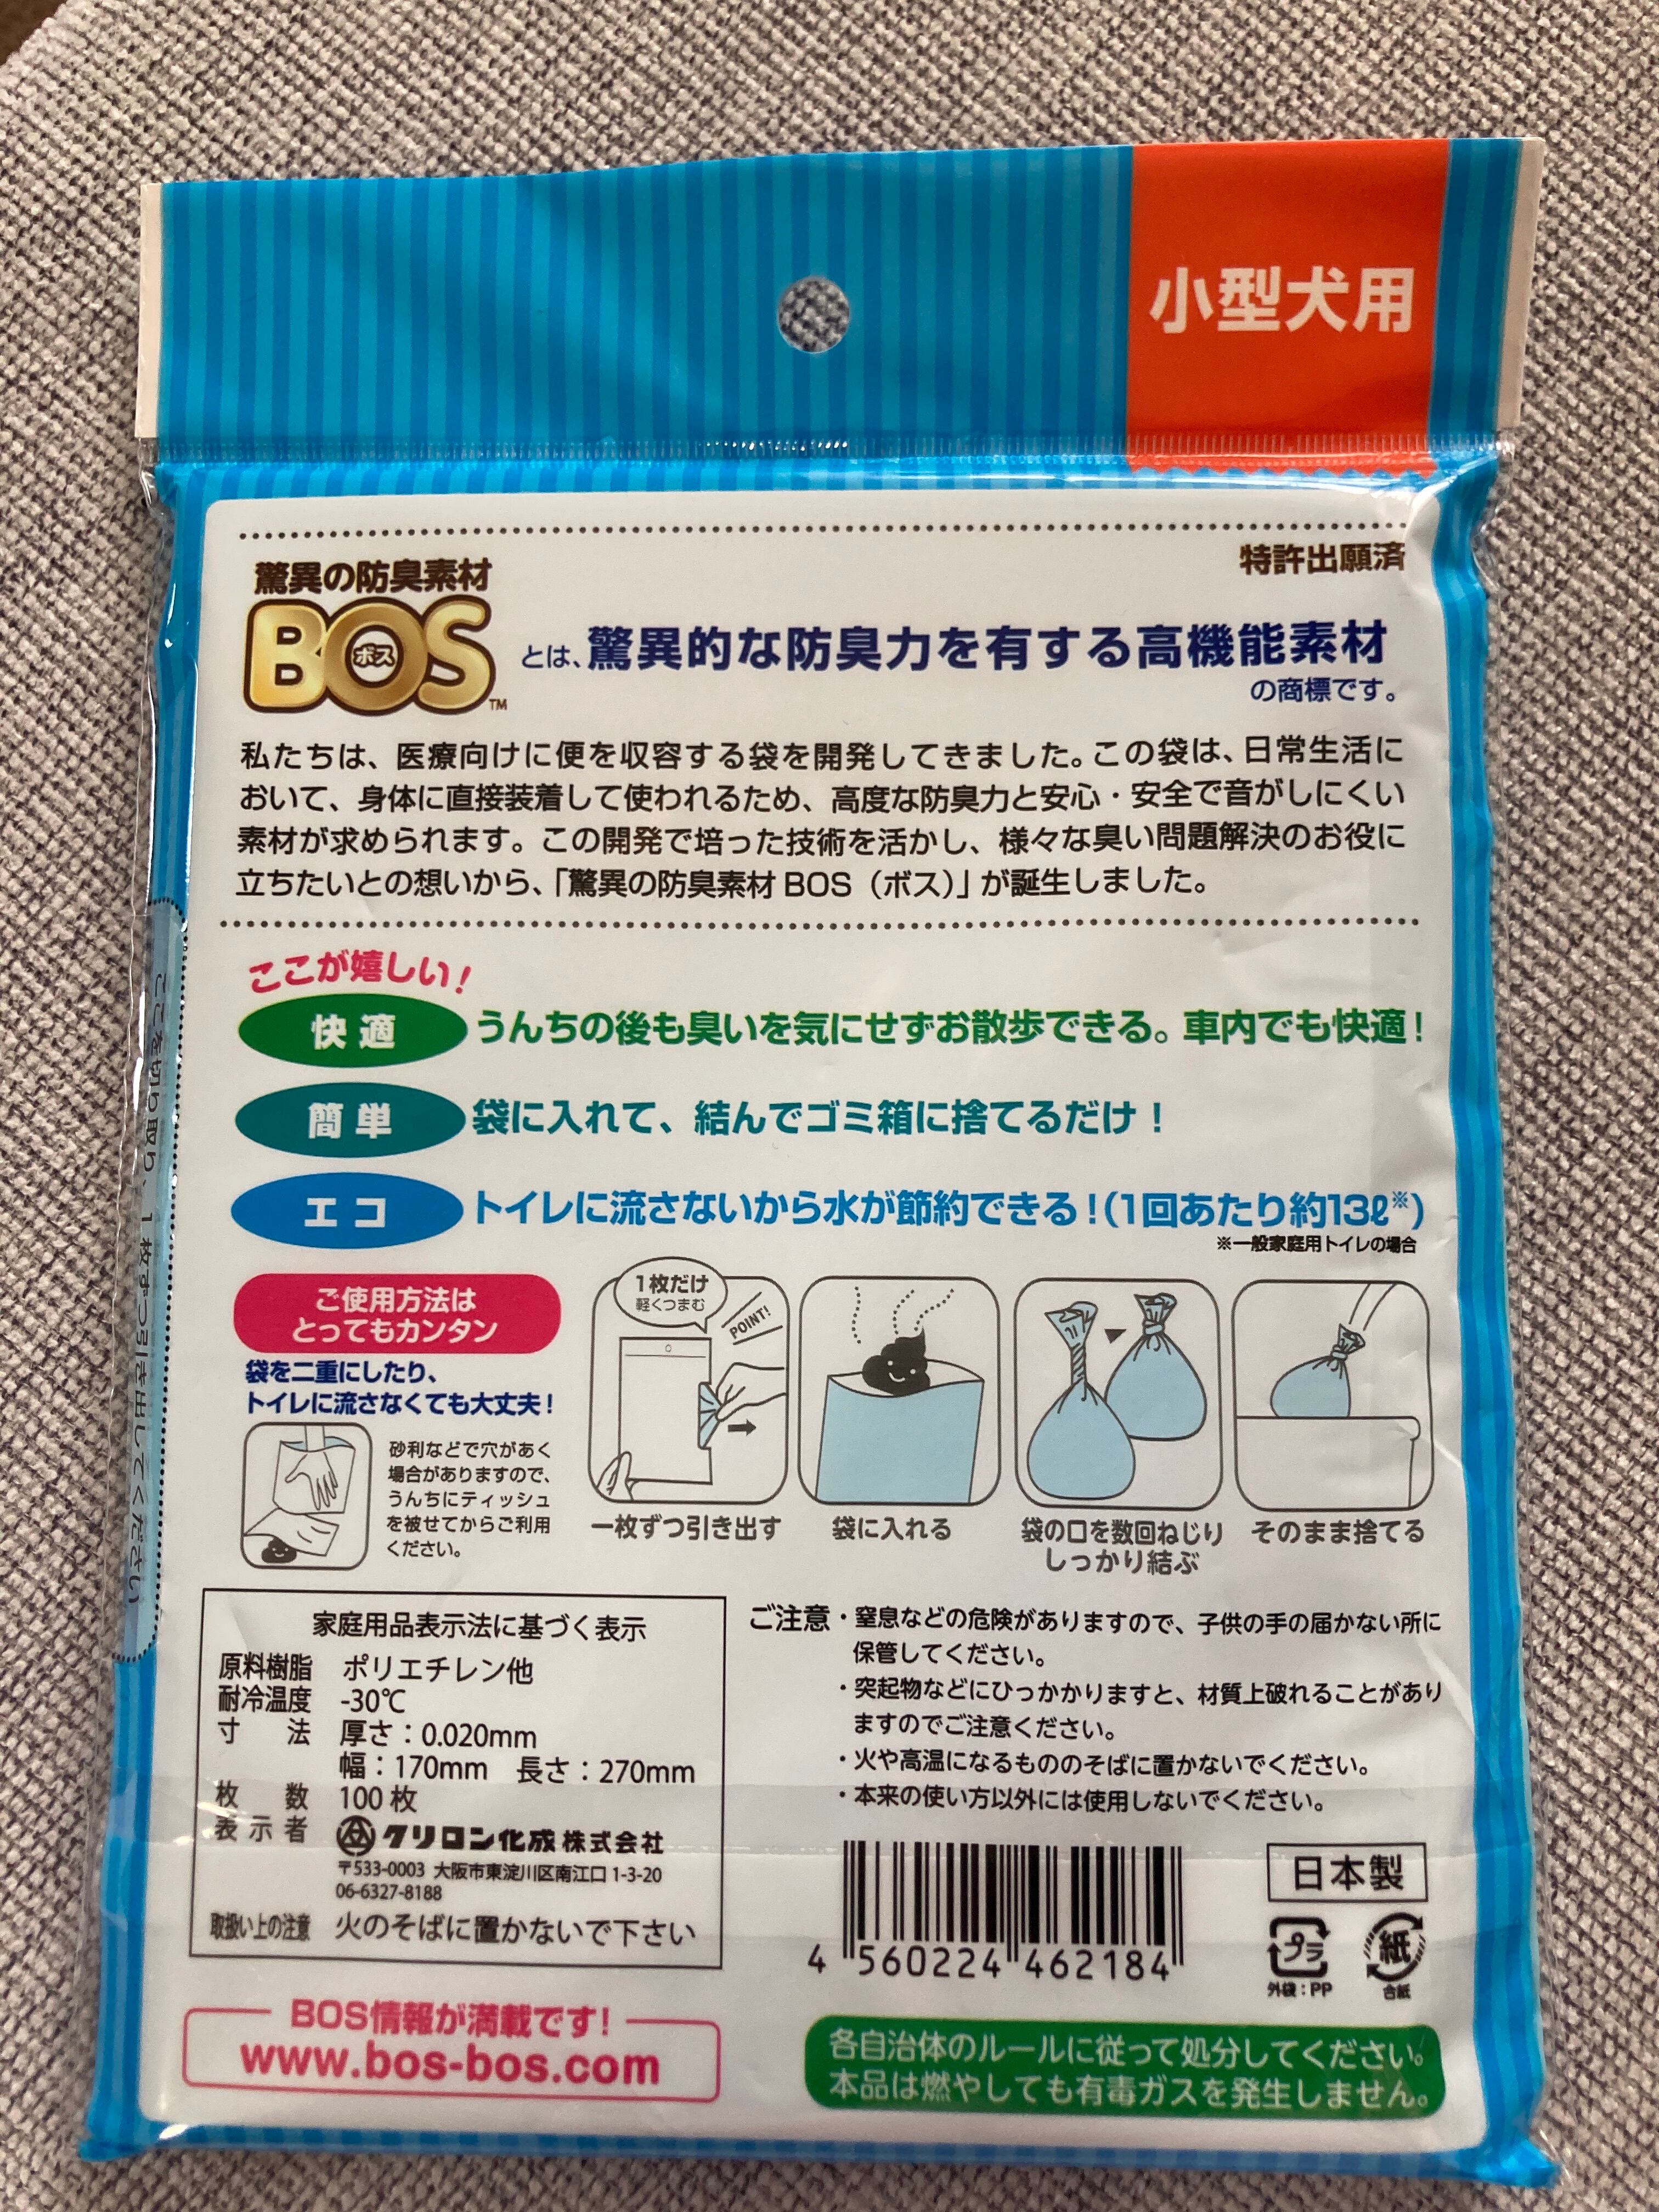 小型犬用
特許出願済
驚異の防臭素材
BOS
ボス
TM
とは、驚異的な防臭力を有する高機能素材
の商標です。
私たちは、医療向けに便を収容する袋を開発してきました。この袋は、日常生活に
おいて、身体に直接装着して使われるため、高度な防臭力と安心・安全で音がしにくい
素材が求められます。この開発で培った技術を活かし、様々な臭い問題解決のお役に
立ちたいとの想いから、「驚異の防臭素材 BOS（ボス）」が誕生しました。
ここが嬉しい！
快適 うんちの後も臭いを気にせずお散歩できる。車内でも快適！
簡単 袋に入れて、結んでゴミ箱に捨てるだけ！
エコ トイレに流さないから水が節約できる！（1回あたり約13ℓ※）
※一般家庭用トイレの場合
ここを切り取り、1枚ずつ引き出してください
ご使用方法は
とってもカンタン
袋を二重にしたり、
トイレに流さなくても大丈夫！
砂利などで穴があく
場合がありますので、
うんちにティッシュ
を被せてからご利用
ください。
1枚だけ
軽くつまむ
POINT!
一枚ずつ引き出す
袋に入れる
袋の口を数回ねじり
しっかり結ぶ
そのまま捨てる
家庭用品表示法に基づく表示
原料樹脂 ポリエチレン他
耐冷温度 -30℃
寸 法 厚さ：0.020mm
幅：170mm 長さ：270mm
枚 数 100 枚
表 示 者 クリロン化成株式会社
〒533-0003 大阪市東淀川区南江口 1-3-20
06-6327-8188
取扱い上の注意 火のそばに置かないで下さい
ご注意・窒息などの危険がありますので、子供の手の届かない所に
保管してください。
・突起物などにひっかかりますと、材質上破れることがあり
ますのでご注意ください。
・火や高温になるもののそばに置かないでください。
・本来の使い方以外には使用しないでください。
4 560224 462184
日本製
プラ
外袋：PP
紙
台紙
BOS情報が満載です！
www.bos-bos.com
各自治体のルールに従って処分してください。
本品は燃やしても有毒ガスを発生しません。